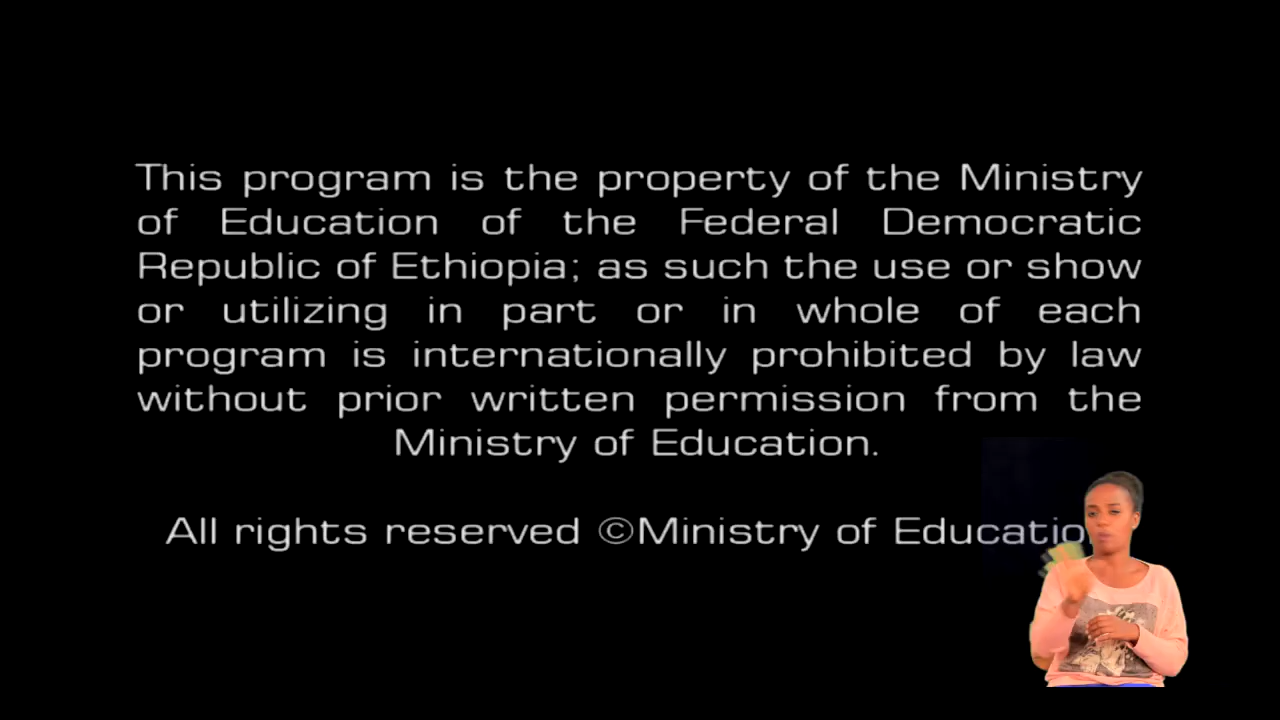 This program is the property of the Ministry
of Education of the Federal Democratic
Republic of Ethiopia; as such the use or show
or utilizing in part or in whole of each
program is internationally prohibited by law
without prior written permission from the
Ministry of Education.
All rights reserved ©Ministry of